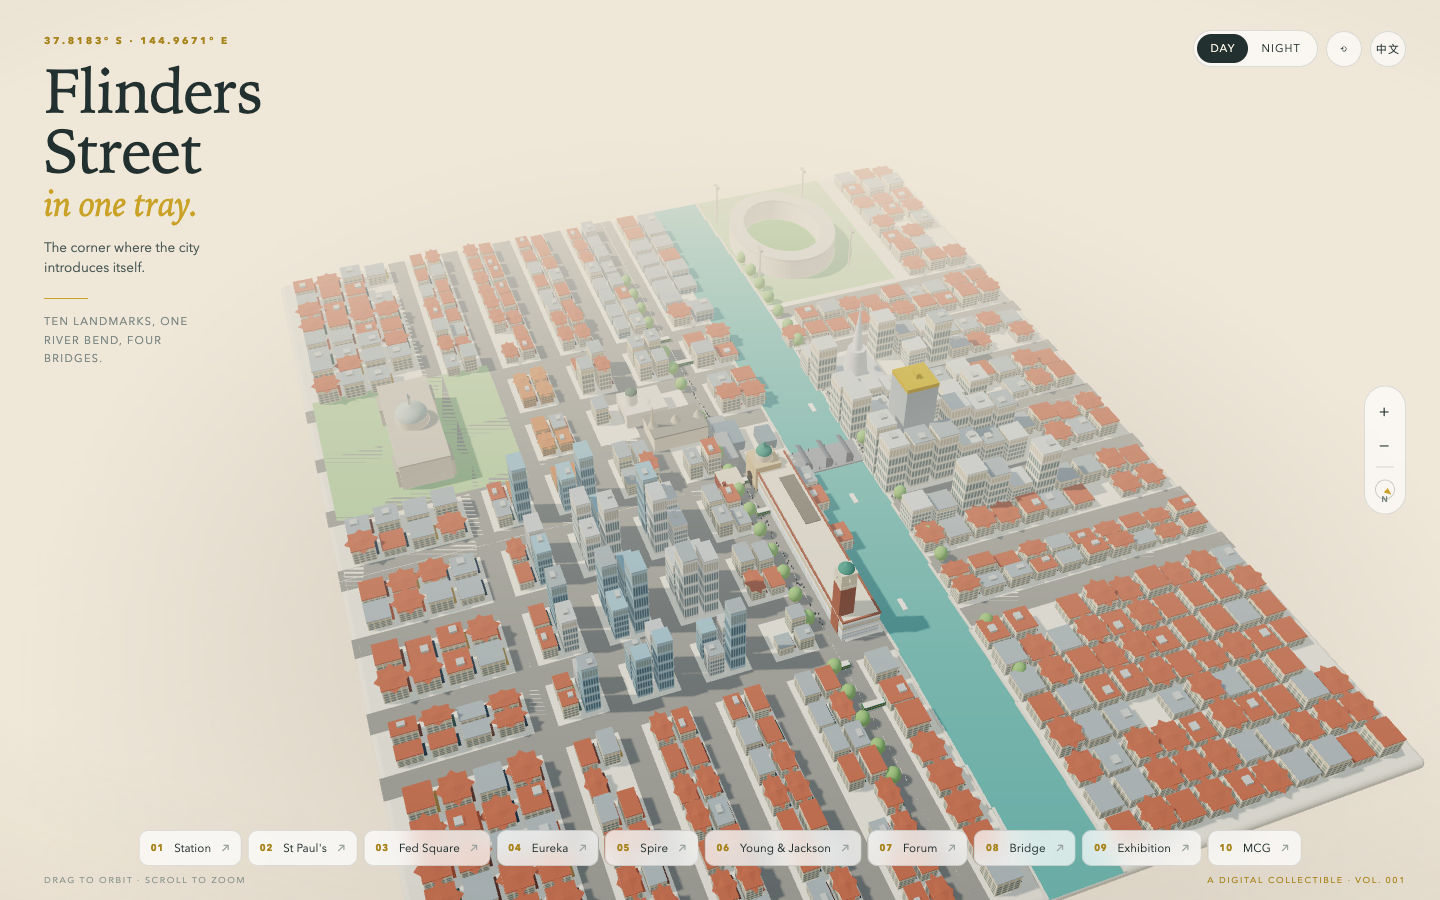 37.8183° S · 144.9671° E
Flinders
Street
in one tray.
The corner where the city
introduces itself.
TEN LANDMARKS, ONE
RIVER BEND, FOUR
BRIDGES.
DAY NIGHT ⟲ 中文
+
−
N
01 Station ↗ 02 St Paul's ↗ 03 Fed Square ↗ 04 Eureka ↗ 05 Spire ↗ 06 Young & Jackson ↗ 07 Forum ↗ 08 Bridge ↗ 09 Exhibition ↗ 10 MCG ↗
DRAG TO ORBIT · SCROLL TO ZOOM
A DIGITAL COLLECTIBLE · VOL. 001